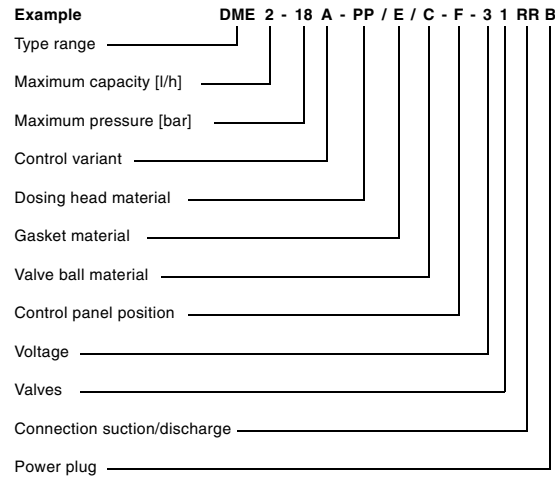 Example DME 2 - 18 A - PP / E / C - F - 3 1 RR B
Type range
Maximum capacity [l/h]
Maximum pressure [bar]
Control variant
Dosing head material
Gasket material
Valve ball material
Control panel position
Voltage
Valves
Connection suction/discharge
Power plug